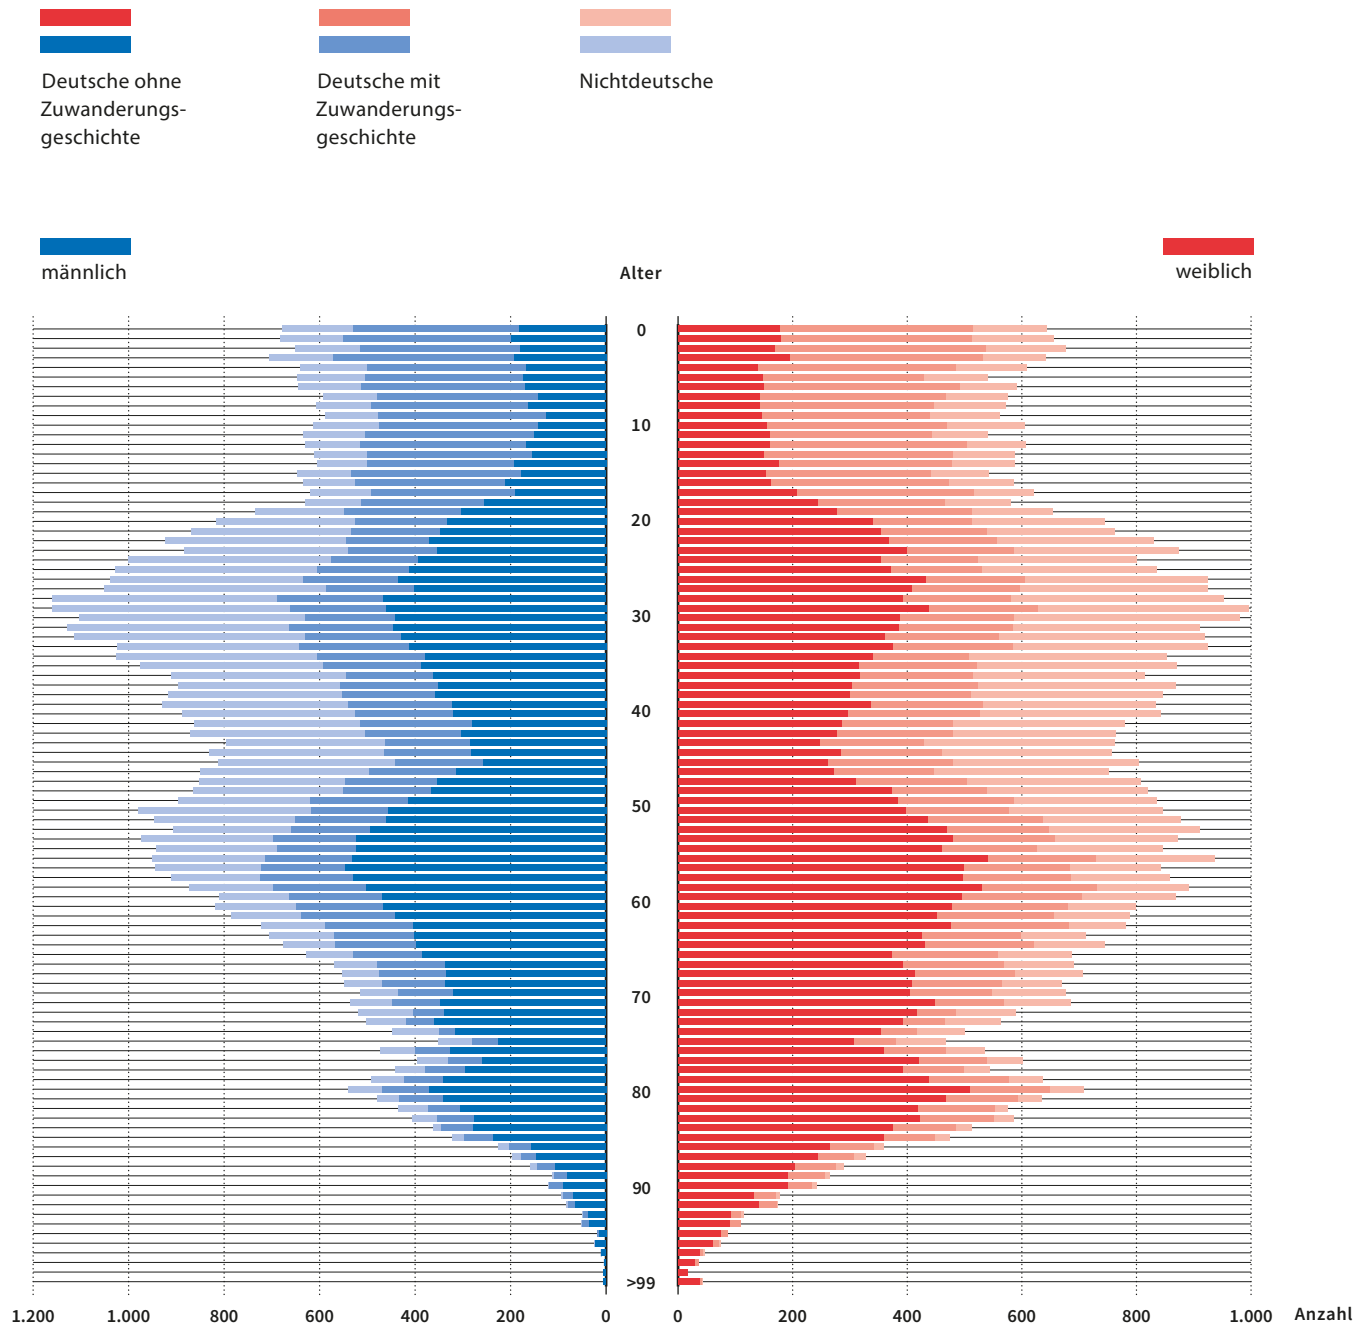 Deutsche ohne
Zuwanderungs-
geschichte
Deutsche mit
Zuwanderungs-
geschichte
Nichtdeutsche
männlich
Alter
weiblich
0
10
20
30
40
50
60
70
80
90
>99
1.200 1.000 800 600 400 200 0 0 200 400 600 800 1.000 Anzahl